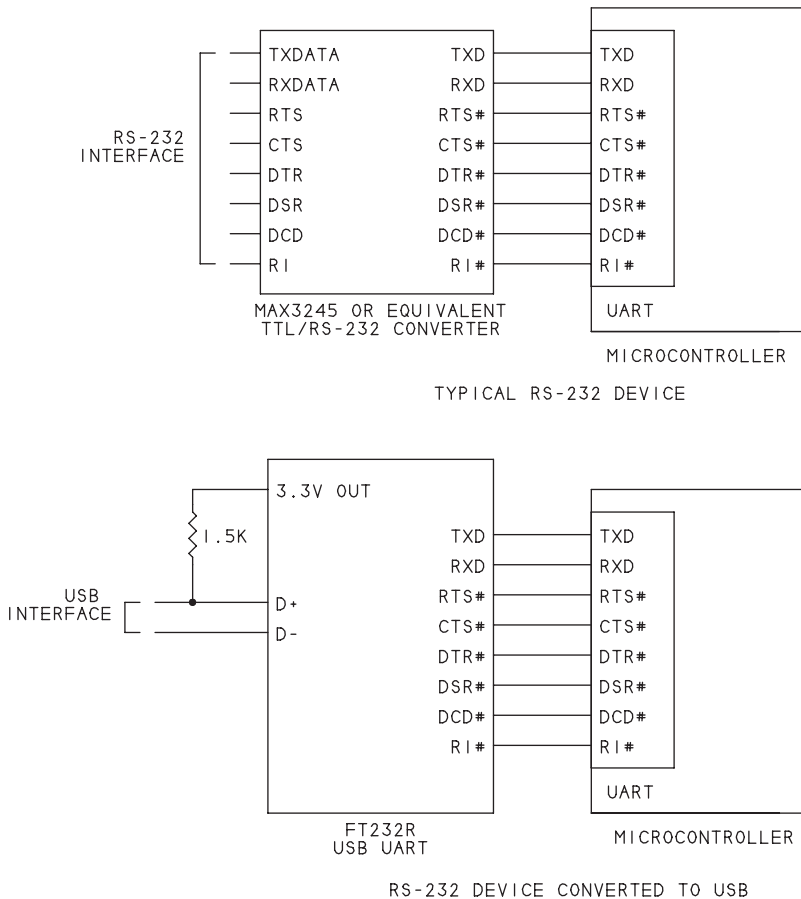 TXDATA TXD TXD
RXDATA RXD RXD
RTS RTS# RTS#
RS-232
INTERFACE
CTS CTS# CTS#
DTR DTR# DTR#
DSR DSR# DSR#
DCD DCD# DCD#
RI RI# RI#
MAX3245 OR EQUIVALENT
TTL/RS-232 CONVERTER
UART
MICROCONTROLLER
TYPICAL RS-232 DEVICE
3.3V OUT
1.5K
TXD TXD
RXD RXD
USB
INTERFACE
D+
D-
RTS# RTS#
CTS# CTS#
DTR# DTR#
DSR# DSR#
DCD# DCD#
RI# RI#
UART
FT232R
USB UART
MICROCONTROLLER
RS-232 DEVICE CONVERTED TO USB